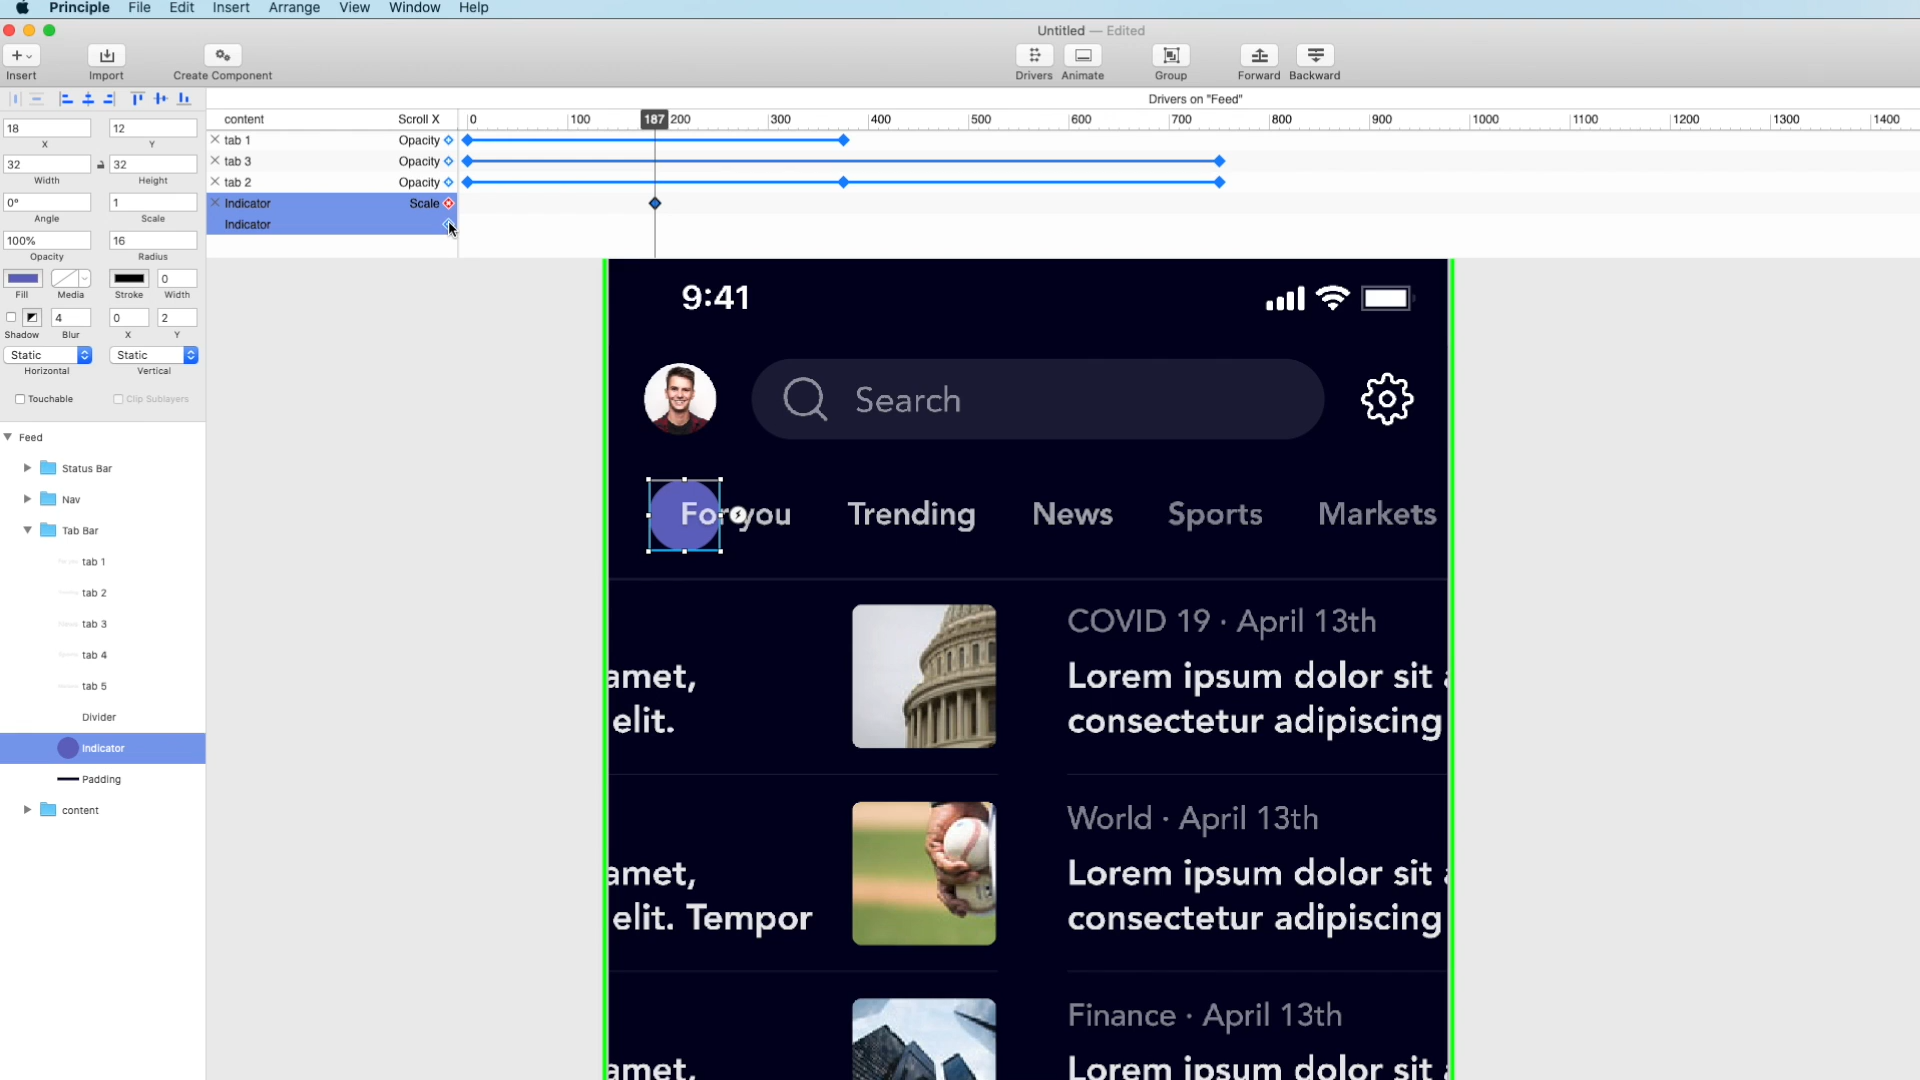 Principle File Edit Insert Arrange View Window Help
Untitled — Edited
Insert Import Create Component Drivers Animate Group Forward Backward
Drivers on "Feed"
content Scroll X 0 100 187 200 300 400 500 600 700 800 900 1000 1100 1200 1300 1400
tab 1 Opacity
tab 3 Opacity
tab 2 Opacity
Indicator Scale
Indicator
18 12
X Y
32 32
Width Height
0° 1
Angle Scale
100% 16
Opacity Radius
0
Fill Media Stroke Width
4 0 2
Shadow Blur X Y
Static Static
Horizontal Vertical
Touchable Clip Sublayers
Feed
Status Bar
Nav
Tab Bar
tab 1
tab 2
tab 3
tab 4
tab 5
Divider
Indicator
Padding
content
9:41
Search
For you Trending News Sports Markets
COVID 19 · April 13th
amet, Lorem ipsum dolor sit
elit. consectetur adipiscing
World · April 13th
amet, Lorem ipsum dolor sit
elit. Tempor consectetur adipiscing
Finance · April 13th
amet, Lorem ipsum dolor sit